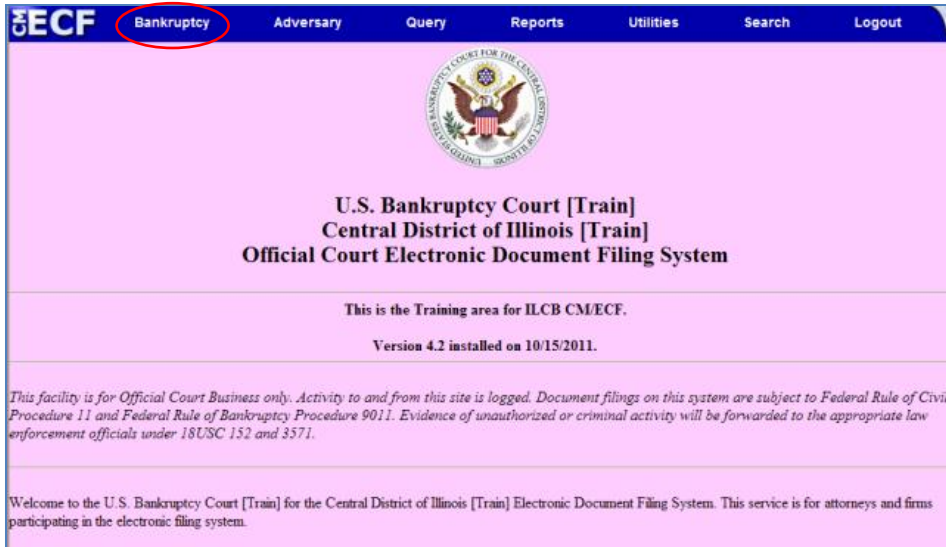 CM ECF Bankruptcy Adversary Query Reports Utilities Search Logout
U.S. Bankruptcy Court [Train]
Central District of Illinois [Train]
Official Court Electronic Document Filing System
This is the Training area for ILCB CM/ECF.
Version 4.2 installed on 10/15/2011.
This facility is for Official Court Business only. Activity to and from this site is logged. Document filings on this system are subject to Federal Rule of Civil
Procedure 11 and Federal Rule of Bankruptcy Procedure 9011. Evidence of unauthorized or criminal activity will be forwarded to the appropriate law
enforcement officials under 18USC 152 and 3571.
Welcome to the U.S. Bankruptcy Court [Train] for the Central District of Illinois [Train] Electronic Document Filing System. This service is for attorneys and firms
participating in the electronic filing system.